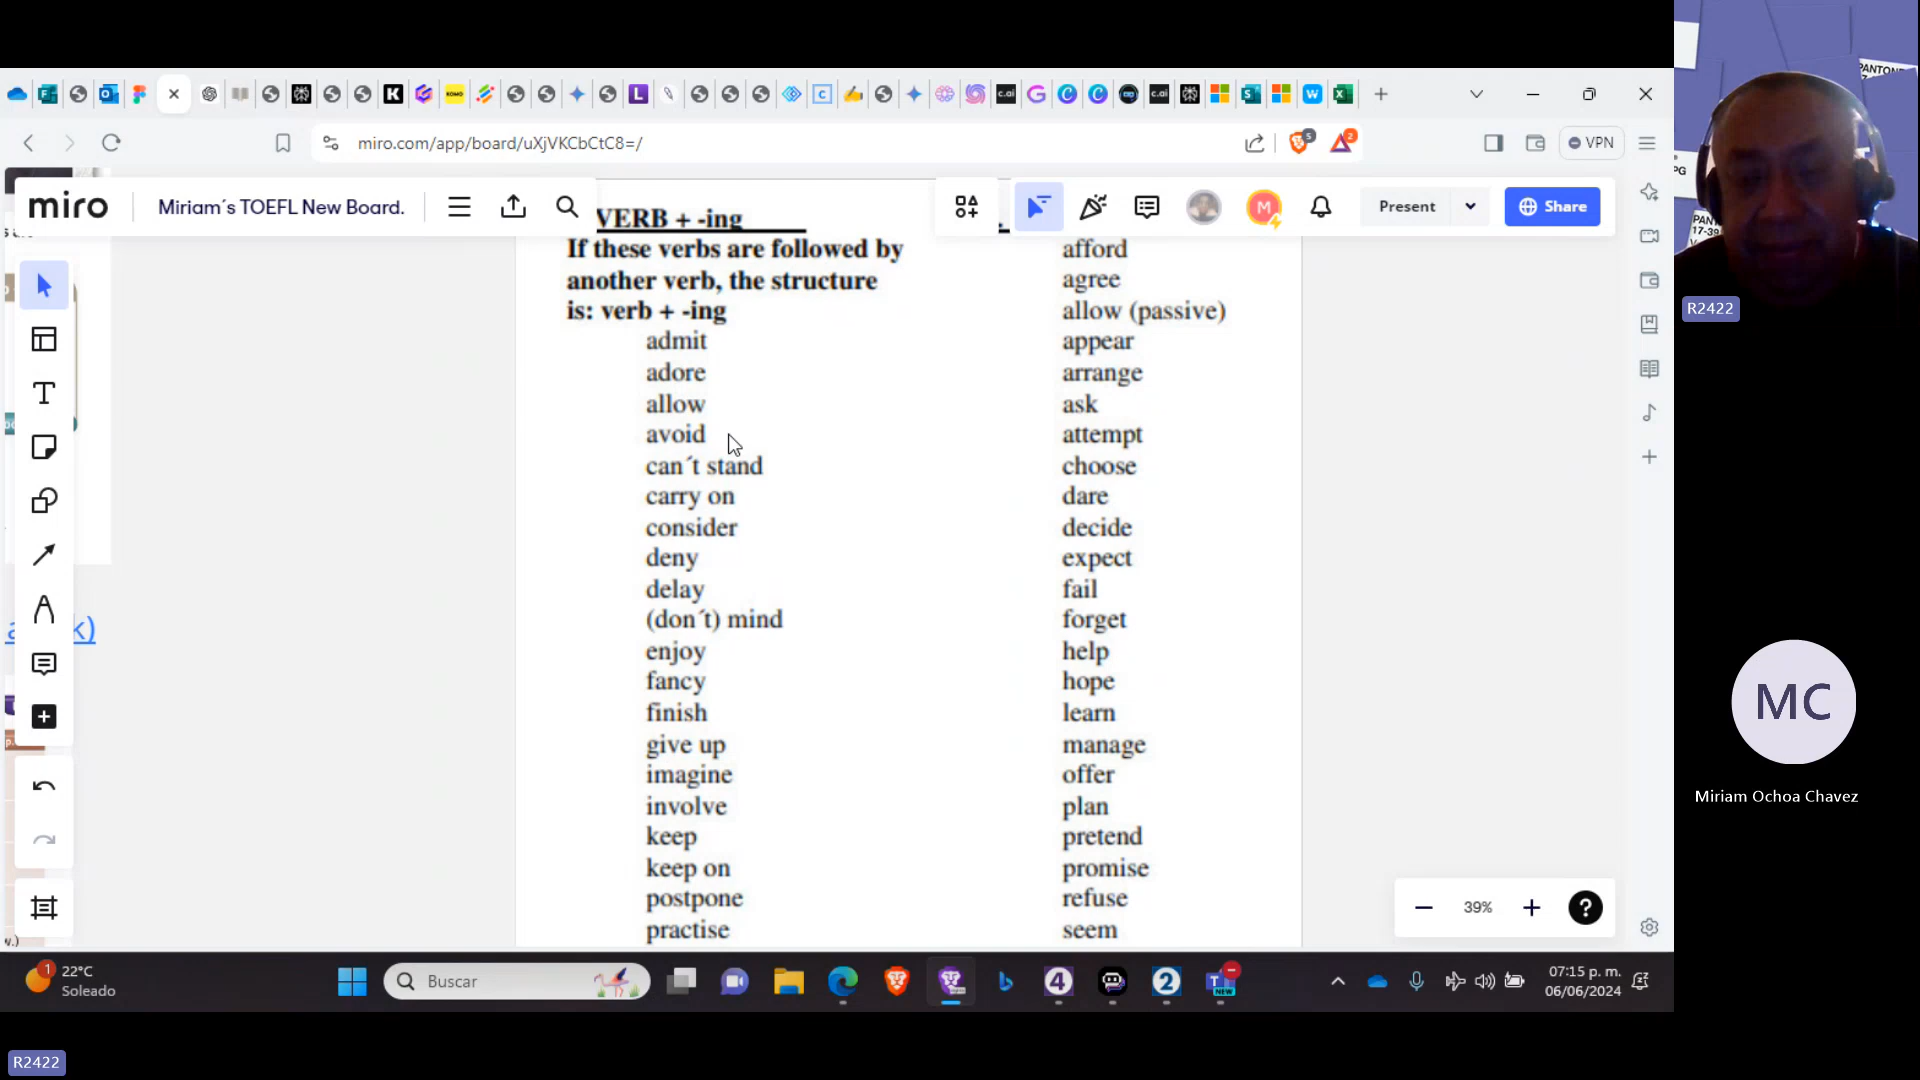 miro.com/app/board/uXjVKCbCtC8=/
VPN
miro
Miriam´s TOEFL New Board.
Present
Share
VERB + -ing
If these verbs are followed by
another verb, the structure
is: verb + -ing
admit
adore
allow
avoid
can´t stand
carry on
consider
deny
delay
(don´t) mind
enjoy
fancy
finish
give up
imagine
involve
keep
keep on
postpone
practise
afford
agree
allow (passive)
appear
arrange
ask
attempt
choose
dare
decide
expect
fail
forget
help
hope
learn
manage
offer
plan
pretend
promise
refuse
seem
39%
22°C
Soleado
Buscar
07:15 p. m.
06/06/2024
PANTONE
R2422
MC
Miriam Ochoa Chavez
R2422